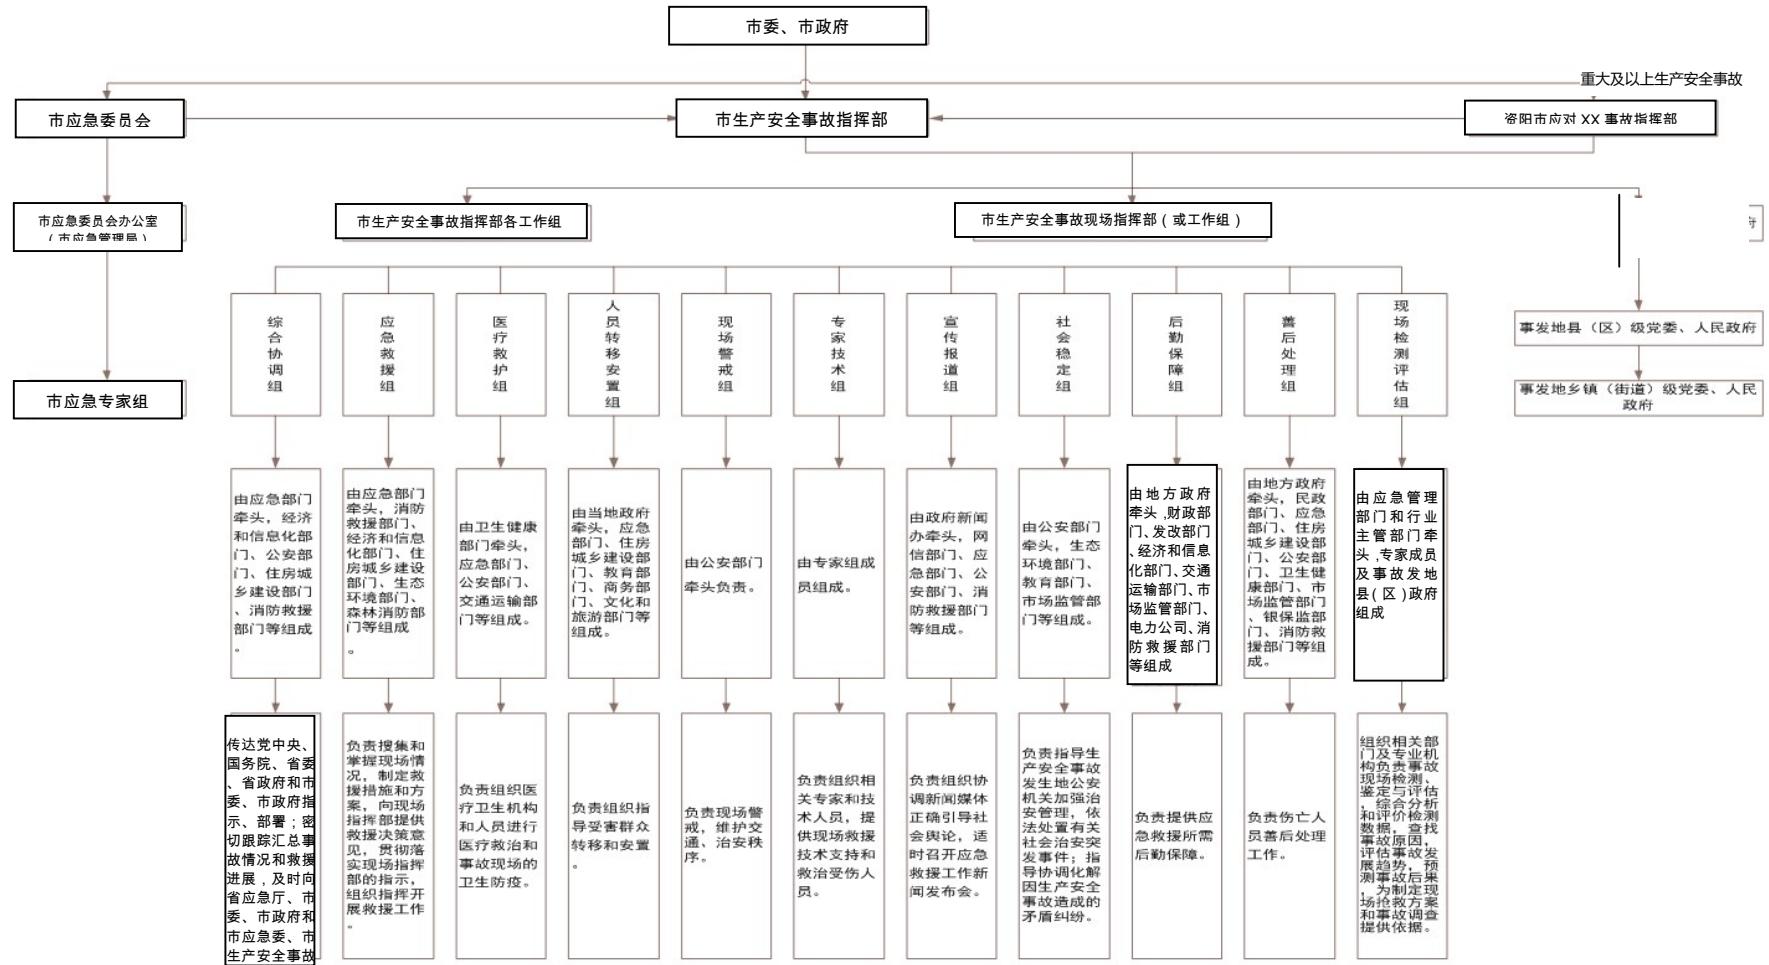 市委、市政府
重大及以上生产安全事故
市应急委员会
市生产安全事故指挥部
资阳市应对 XX 事故指挥部
市应急委员会办公室
（市应急管理局）
市生产安全事故指挥部各工作组
市生产安全事故现场指挥部（或工作组）
市应急专家组
事发地县（区）级党委、人民政府
事发地乡镇（街道）级党委、人民
政府
综
合
协
调
组
应
急
救
援
组
医
疗
救
护
组
人
员
转
移
安
置
组
现
场
警
戒
组
专
家
技
术
组
宣
传
报
道
组
社
会
稳
定
组
后
勤
保
障
组
善
后
处
理
组
现
场
检
测
评
估
组
由应急部门
牵头，经济
和信息化部
门、公安部
门、住房城
乡建设部门
、消防救援
部门等组成
。
由应急部门
牵头，消防
救援部门、
经济和信息
化部门、住
房城乡建设
部门、生态
环境部门、
森林消防部
门等组成
。
由卫生健康
部门牵头，
应急部门、
公安部门、
交通运输部
门等组成。
由当地政府
牵头，应急
部门、住房
城乡建设部
门、教育部
门、商务部
门、文化和
旅游部门等
组成。
由公安部门
牵头负责。
由专家组成
员组成。
由政府新闻
办牵头，网
信部门、应
急部门、公
安部门、消
防救援部门
等组成。
由公安部门
牵头，生态
环境部门、
教育部门、
市场监管部
门等组成。
由地方政府
牵头,财政部
门、发改部门
、经济和信息
化部门、交通
运输部门、市
场监管部门、
电力公司、消
防救援部门
等组成
由地方政府
牵头，民政
部门、应急
部门、住房
城乡建设部
门、公安部
门、卫生健
康部门、市
场监管部门
、银保监部
门、消防救
援部门等组
成。
由应急管理
部门和行业
主管部门牵
头,专家成员
及事故发地
县(区)政府
组成
传达党中央、
国务院、省委
、省政府和市
委、市政府指
示、部署；密
切跟踪汇总事
故情况和救援
进展，及时向
省应急厅、市
委、市政府和
市应急委、市
生产安全事故
负责搜集和
掌握现场情
况，制定救
援措施和方
案，向现场
指挥部提供
救援决策意
见，贯彻落
实现场指挥
部的指示，
组织指挥开
展救援工作
。
负责组织医
疗卫生机构
和人员进行
医疗救治和
事故现场的
卫生防疫。
负责组织指
导受害群众
转移和安置
。
负责现场警
戒，维护交
通、治安秩
序。
负责组织相
关专家和技
术人员，提
供现场救援
技术支持和
救治受伤人
员。
负责组织协
调新闻媒体
正确引导社
会舆论，适
时召开应急
救援工作新
闻发布会。
负责指导生
产安全事故
发生地公安
机关加强治
安管理，依
法处置有关
社会治安突
发事件；指
导协调化解
因生产安全
事故造成的
矛盾纠纷。
负责提供应
急救援所需
后勤保障。
负责伤亡人
员善后处理
工作。
组织相关部
门及专业机
构负责事故
现场检测、
鉴定与评估
，综合分析
和评价检测
数据，查找
事故原因，
评估事故发
展趋势，预
测事故后果
，为制定现
场抢救方案
和事故调查
提供依据。